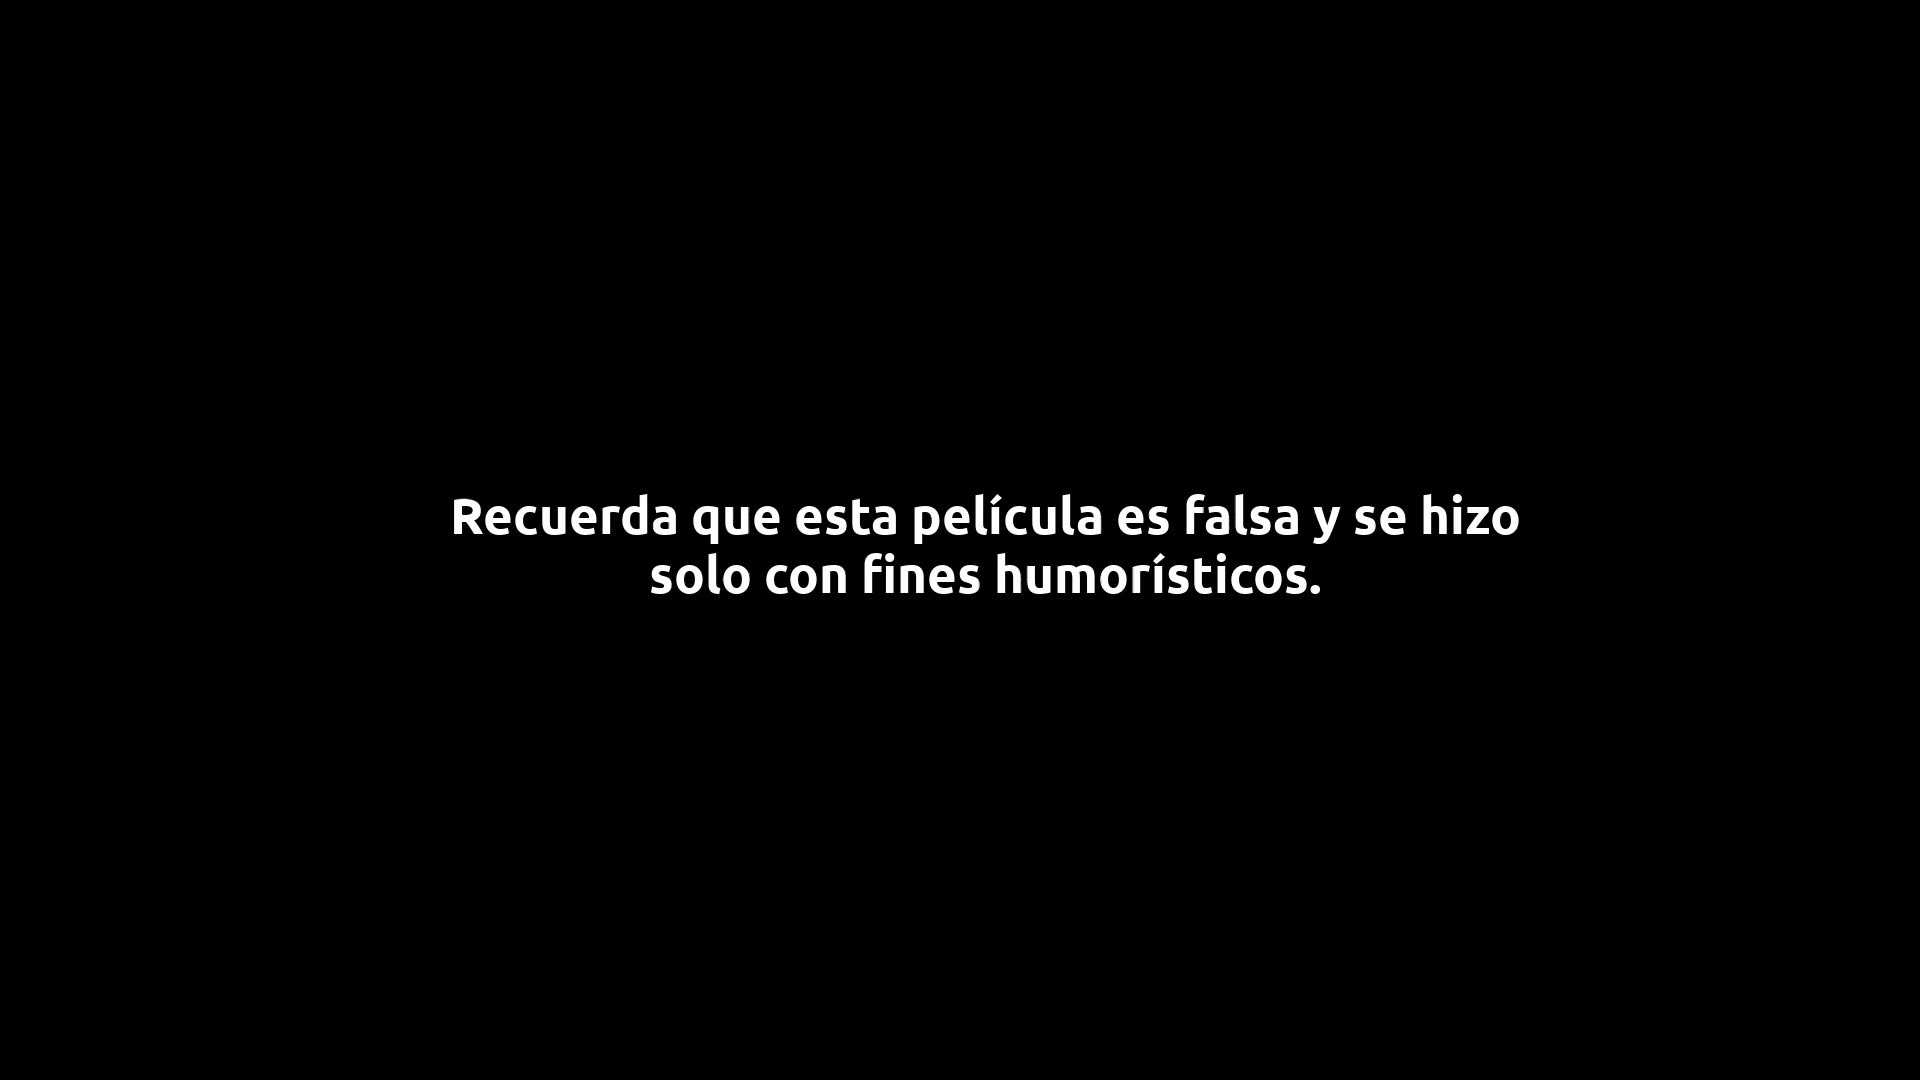 Recuerda que esta película es falsa y se hizo
solo con fines humorísticos.